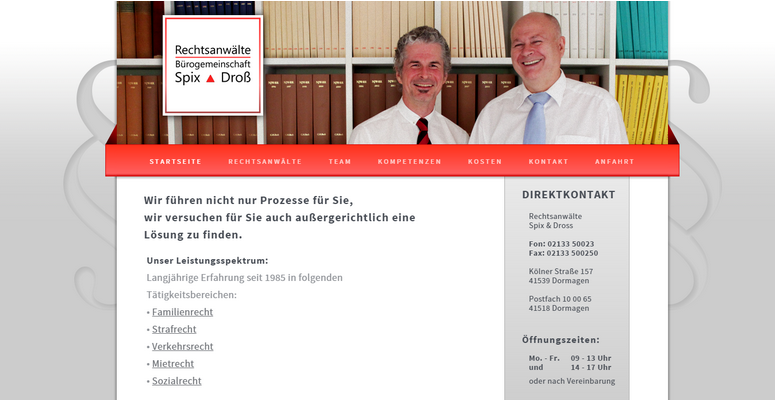 Rechtsanwälte
Bürogemeinschaft
Spix Droß
STARTSEITE RECHTSANWÄLTE TEAM KOMPETENZEN KOSTEN KONTAKT ANFAHRT
Wir führen nicht nur Prozesse für Sie,
wir versuchen für Sie auch außergerichtlich eine
Lösung zu finden.
Unser Leistungsspektrum:
Langjährige Erfahrung seit 1985 in folgenden
Tätigkeitsbereichen:
• Familienrecht
• Strafrecht
• Verkehrsrecht
• Mietrecht
• Sozialrecht
DIREKTKONTAKT
Rechtsanwälte
Spix & Dross
Fon: 02133 50023
Fax: 02133 500250
Kölner Straße 157
41539 Dormagen
Postfach 10 00 65
41518 Dormagen
Öffnungszeiten:
Mo. - Fr. 09 - 13 Uhr
und 14 - 17 Uhr
oder nach Vereinbarung